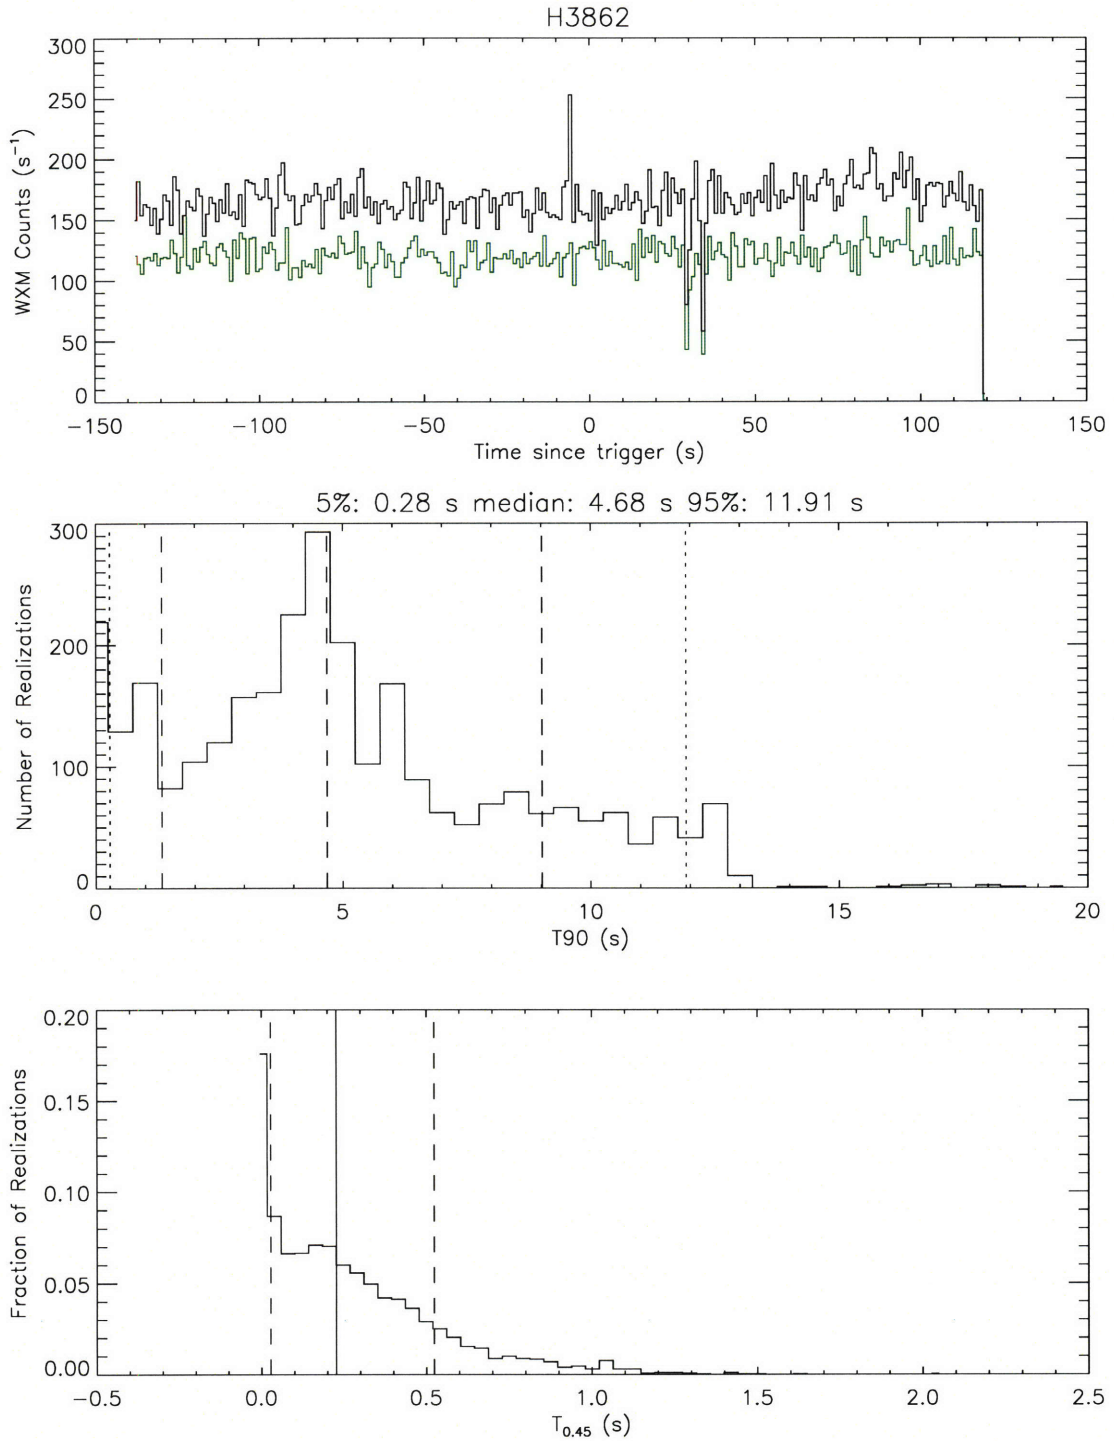 H3862
300
250
200
150
100
50
0
WXM Counts (s⁻¹)
−150 −100 −50 0 50 100 150
Time since trigger (s)
5%: 0.28 s median: 4.68 s 95%: 11.91 s
300
200
100
0
Number of Realizations
0 5 10 15 20
T90 (s)
0.20
0.15
0.10
0.05
0.00
Fraction of Realizations
−0.5 0.0 0.5 1.0 1.5 2.0 2.5
T₀.₄₅ (s)